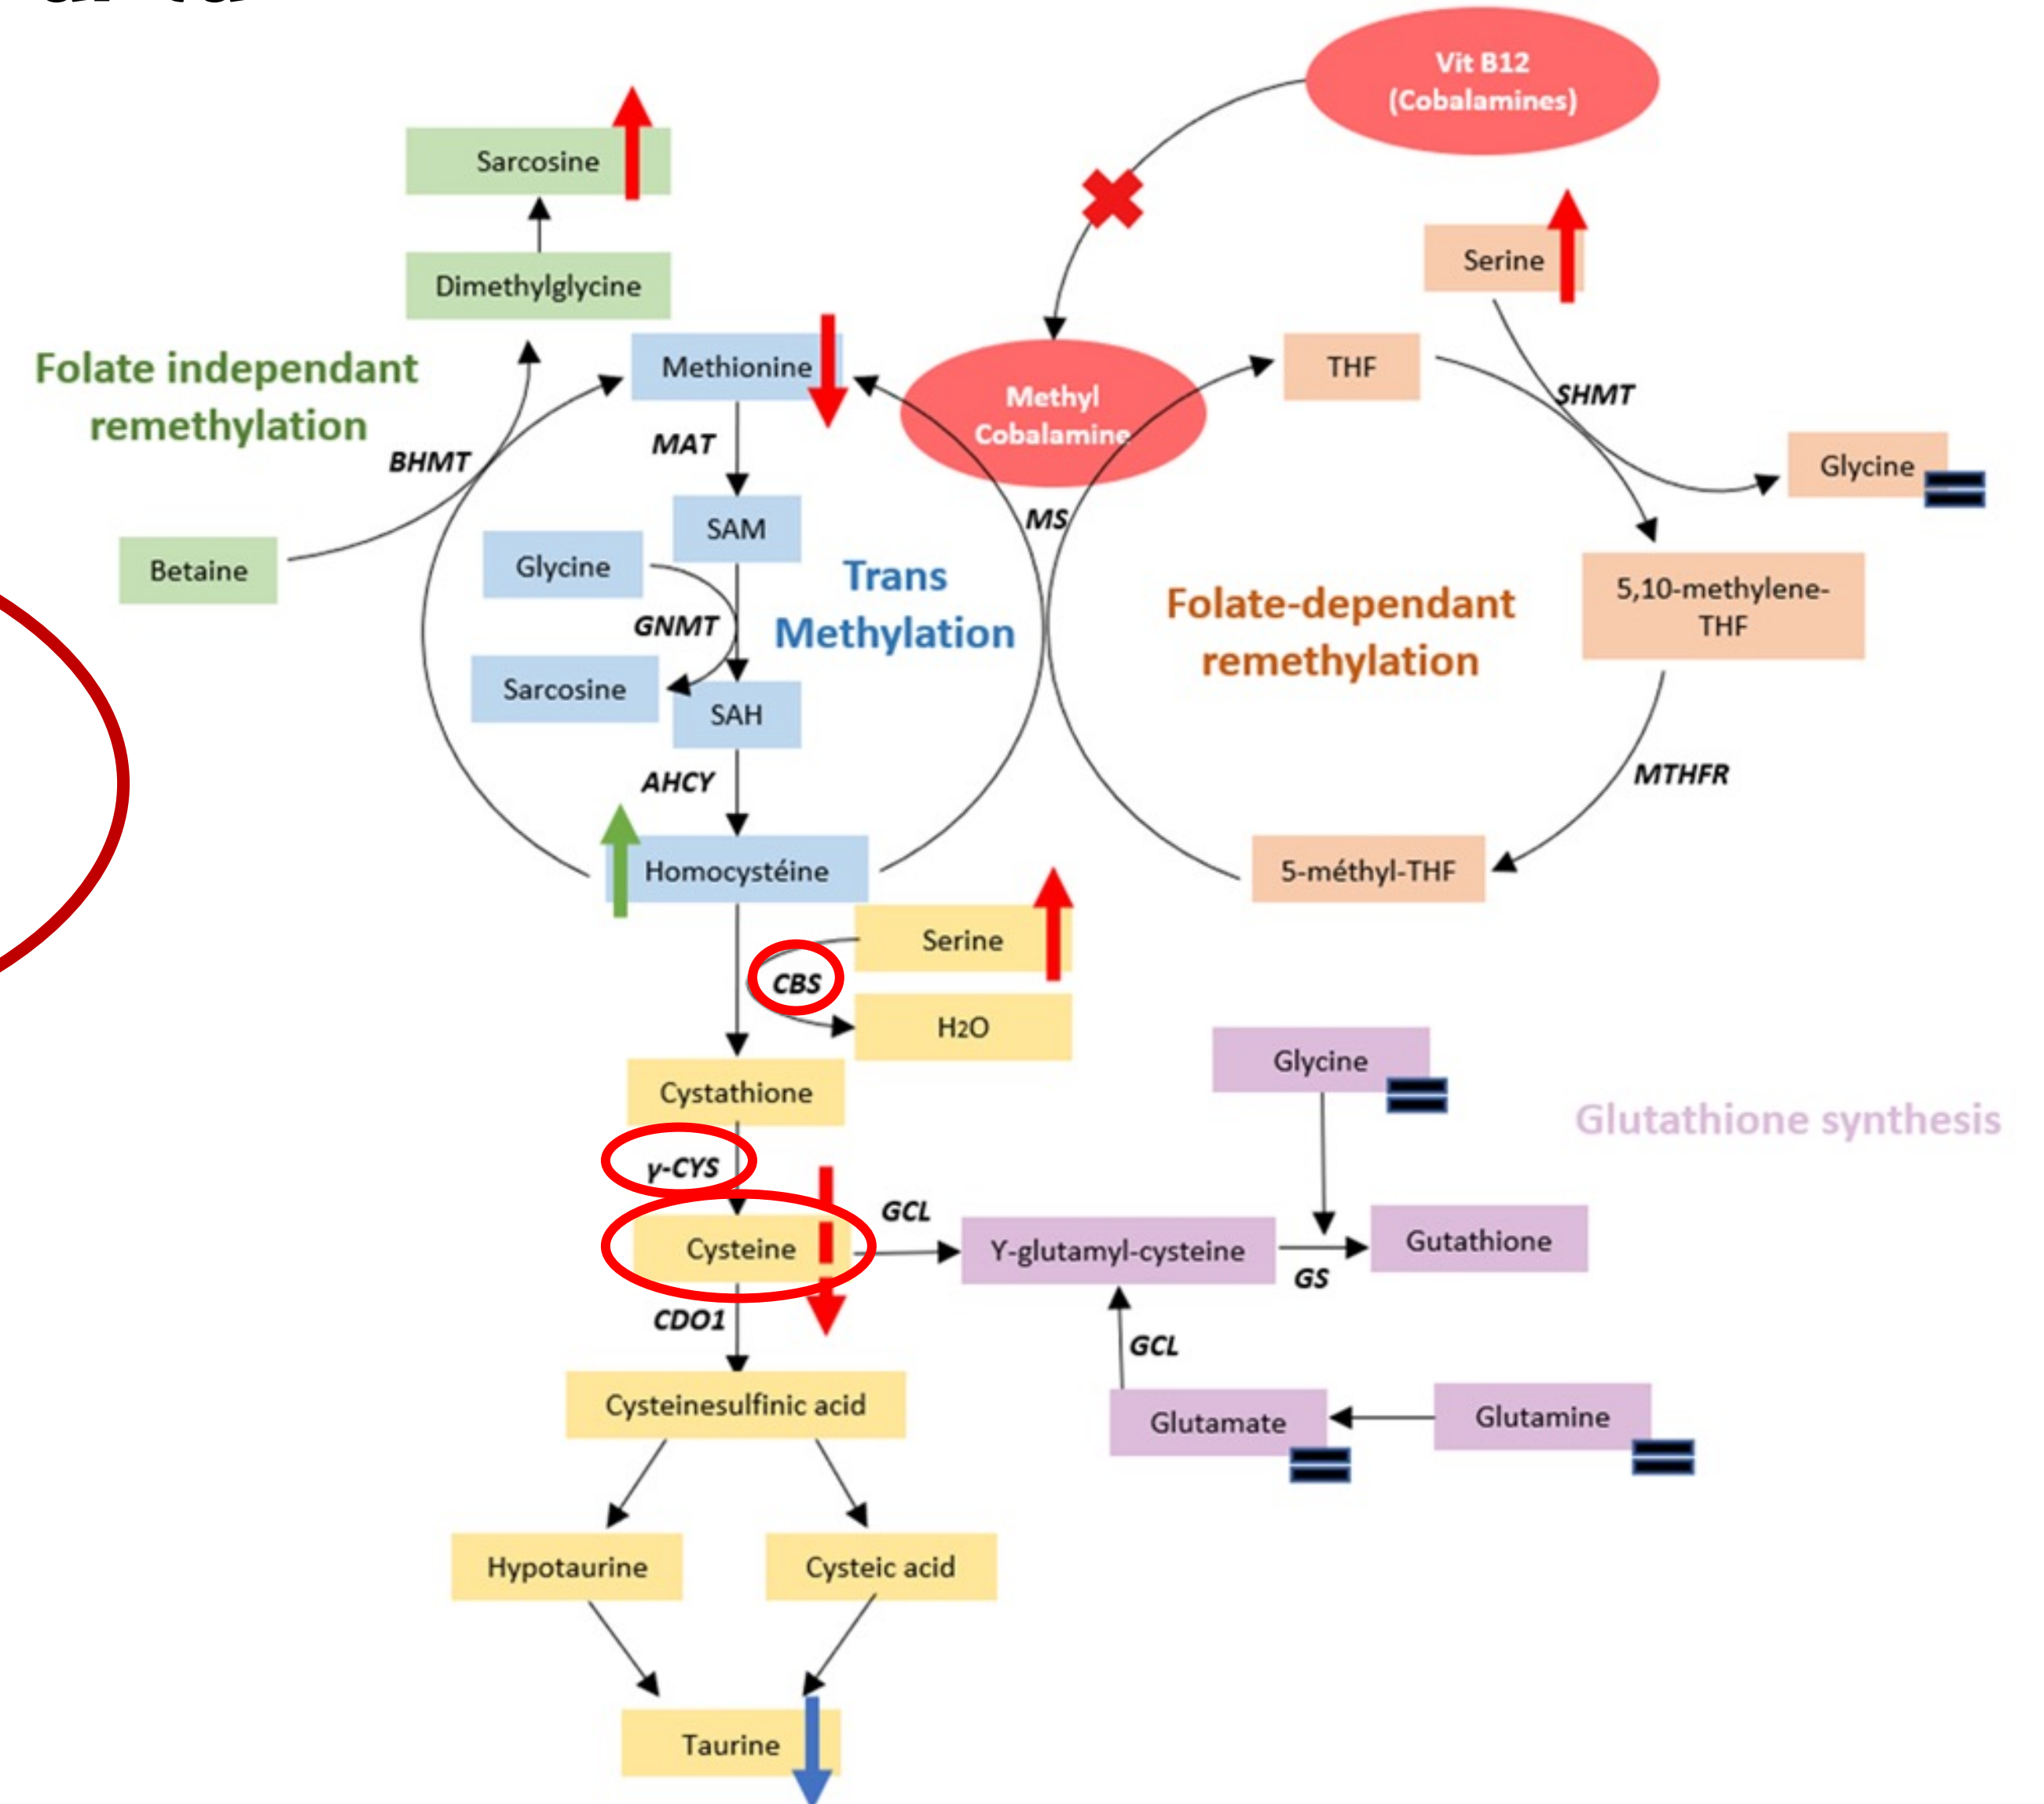 Vit B12
(Cobalamines)
Sarcosine
Serine
Dimethylglycine
Folate independant
remethylation
Methionine
THF
Methyl
Cobalamine
SHMT
MAT
BHMT
Glycine
SAM
MS
Betaine
Glycine
Trans
Methylation
Folate-dependant
remethylation
5,10-methylene-
THF
GNMT
Sarcosine
SAH
AHCY
MTHFR
Homocystéine
5-méthyl-THF
Serine
CBS
H2O
Cystathione
Glycine
Glutathione synthesis
γ-CYS
Cysteine
GCL
Y-glutamyl-cysteine
Gutathione
GS
CDO1
GCL
Cysteinesulfinic acid
Glutamate
Glutamine
Hypotaurine
Cysteic acid
Taurine